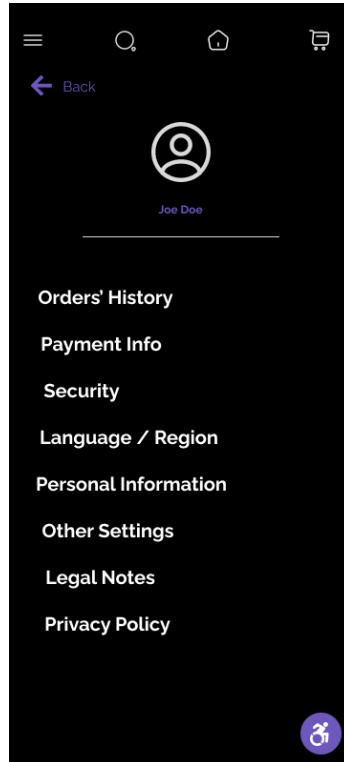 Back
Joe Doe
Orders' History
Payment Info
Security
Language / Region
Personal Information
Other Settings
Legal Notes
Privacy Policy